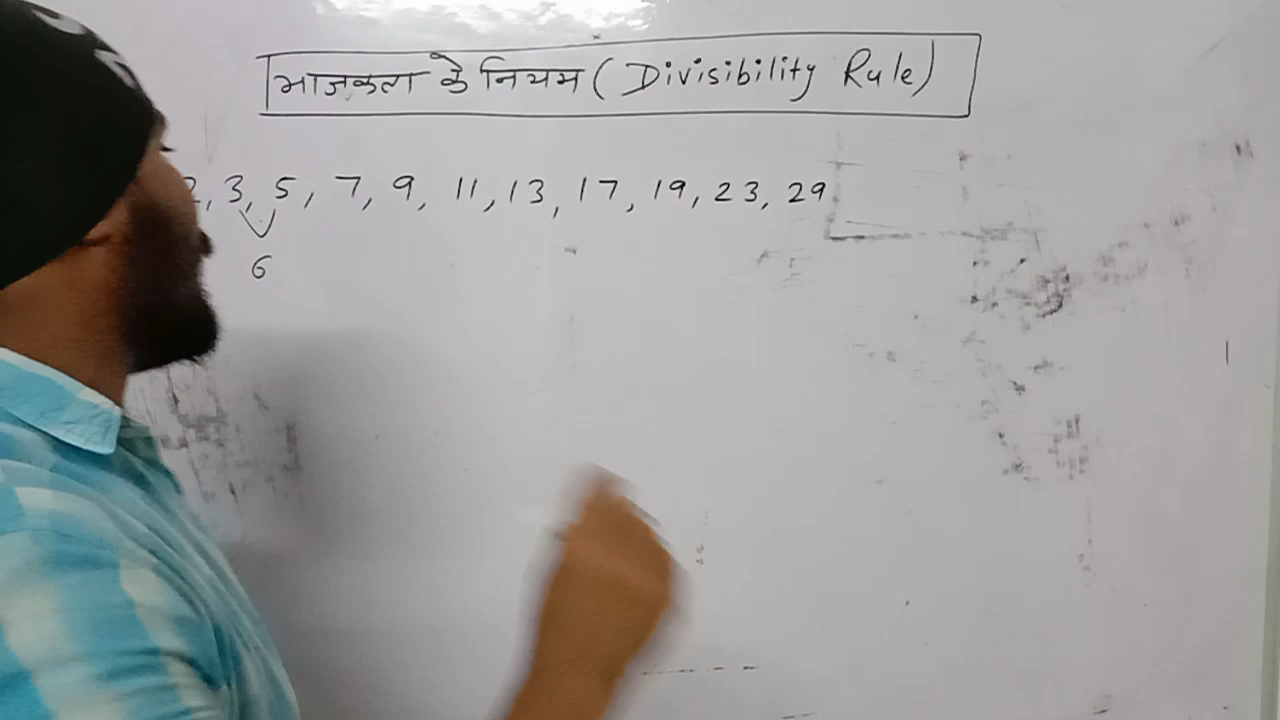 भाजकता के नियम ( Divisibility Rule)
2, 3, 5, 7, 9, 11, 13, 17, 19, 23, 29
6